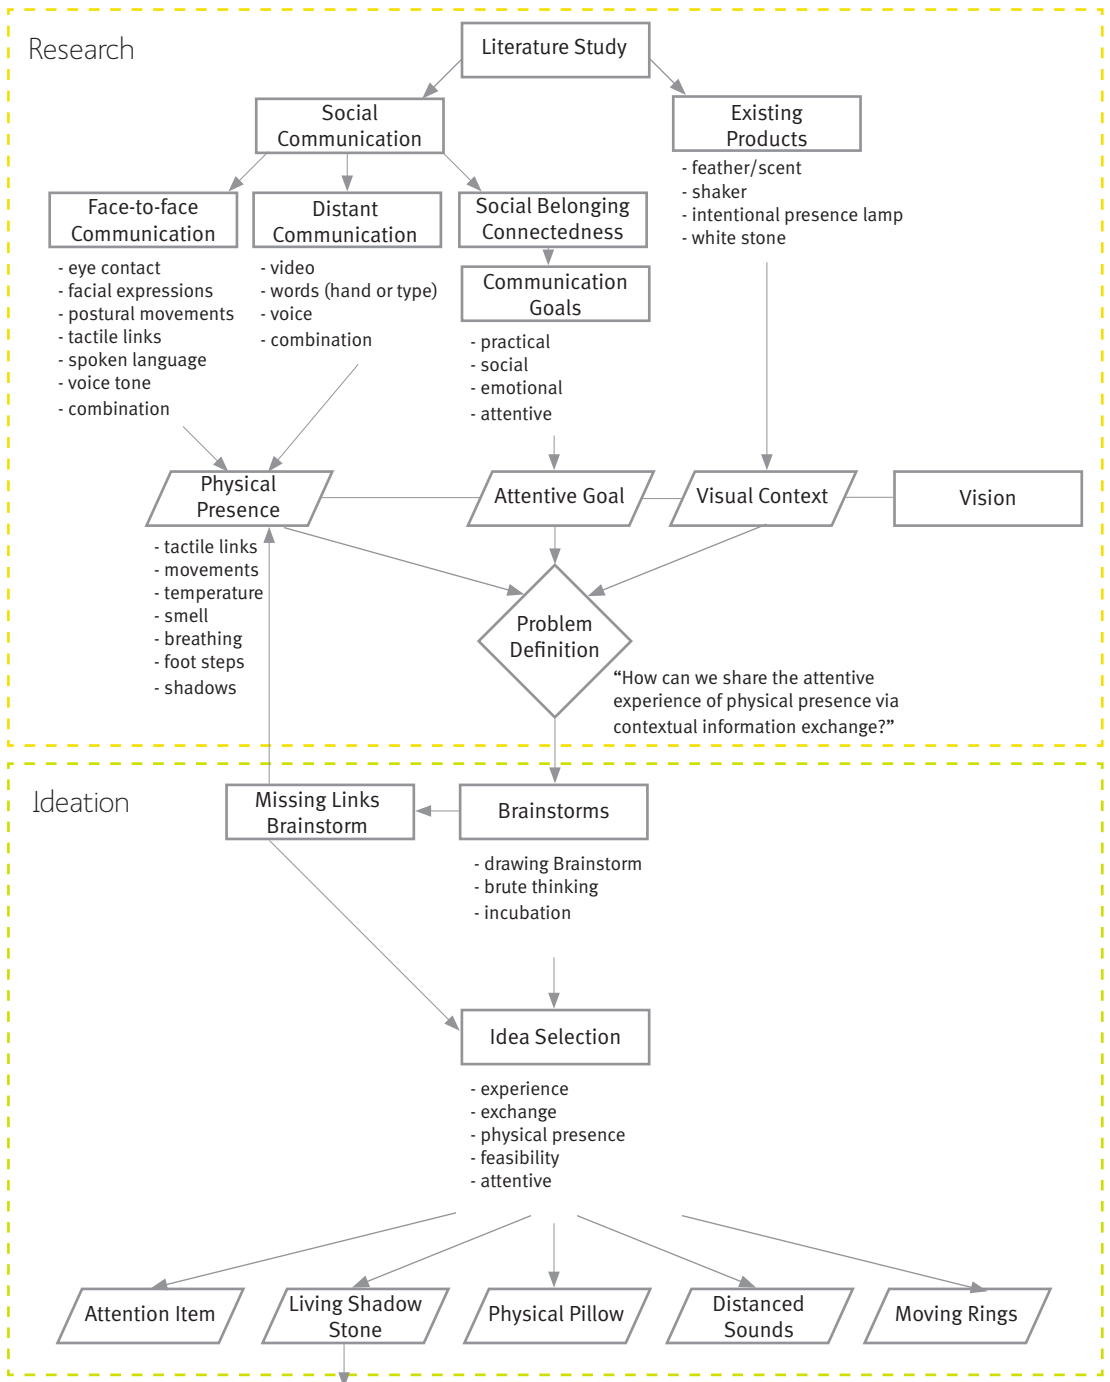 Research
Literature Study
Social
Communication
Existing
Products
- feather/scent
- shaker
- intentional presence lamp
- white stone
Face-to-face
Communication
- eye contact
- facial expressions
- postural movements
- tactile links
- spoken language
- voice tone
- combination
Distant
Communication
- video
- words (hand or type)
- voice
- combination
Social Belonging
Connectedness
Communication
Goals
- practical
- social
- emotional
- attentive
Physical
Presence
Attentive Goal
Visual Context
Vision
- tactile links
- movements
- temperature
- smell
- breathing
- foot steps
- shadows
Problem
Definition
“How can we share the attentive
experience of physical presence via
contextual information exchange?”
Ideation
Missing Links
Brainstorm
Brainstorms
- drawing Brainstorm
- brute thinking
- incubation
Idea Selection
- experience
- exchange
- physical presence
- feasibility
- attentive
Attention Item
Living Shadow
Stone
Physical Pillow
Distanced
Sounds
Moving Rings